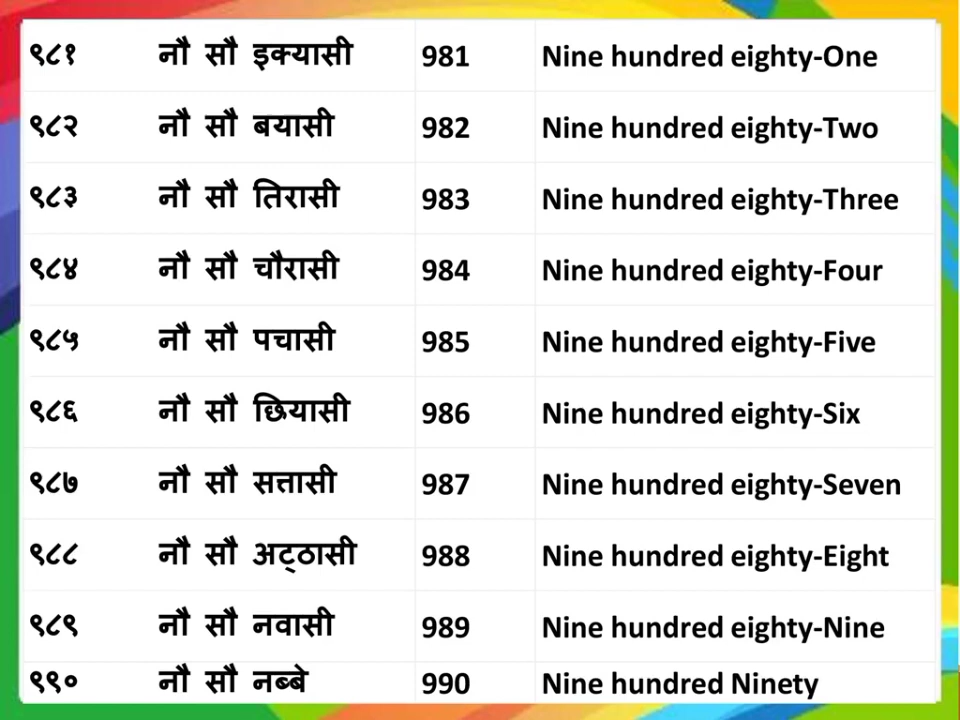 ९८१ नौ सौ इक्यासी 981 Nine hundred eighty-One
९८२ नौ सौ बयासी 982 Nine hundred eighty-Two
९८३ नौ सौ तिरासी 983 Nine hundred eighty-Three
९८४ नौ सौ चौरासी 984 Nine hundred eighty-Four
९८५ नौ सौ पचासी 985 Nine hundred eighty-Five
९८६ नौ सौ छियासी 986 Nine hundred eighty-Six
९८७ नौ सौ सत्तासी 987 Nine hundred eighty-Seven
९८८ नौ सौ अट्ठासी 988 Nine hundred eighty-Eight
९८९ नौ सौ नवासी 989 Nine hundred eighty-Nine
९९० नौ सौ नब्बे 990 Nine hundred Ninety